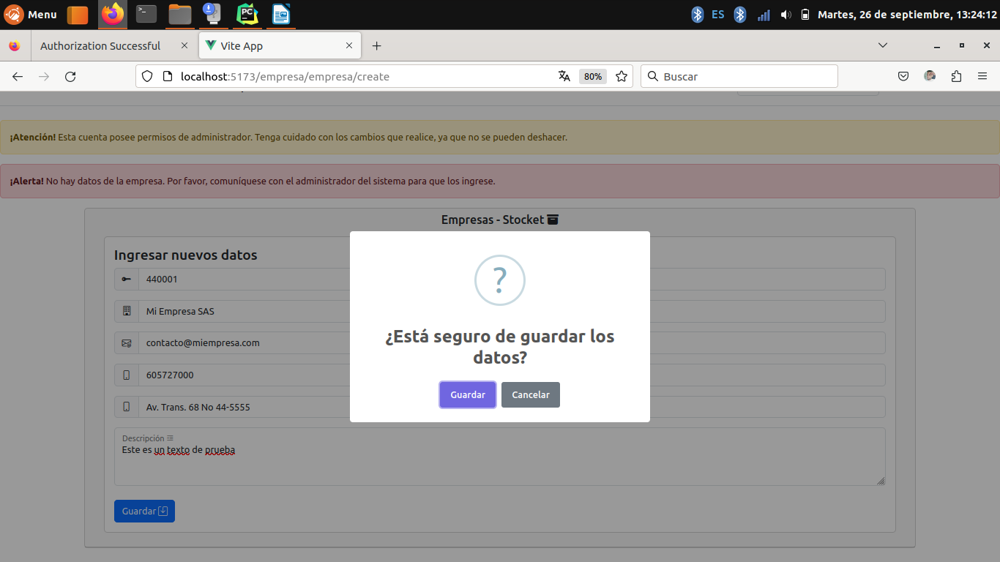 Menu
>_
PC
ES
Martes, 26 de septiembre, 13:24:12
Authorization Successful
Vite App
localhost:5173/empresa/empresa/create
80%
Buscar
¡Atención! Esta cuenta posee permisos de administrador. Tenga cuidado con los cambios que realice, ya que no se pueden deshacer.
¡Alerta! No hay datos de la empresa. Por favor, comuníquese con el administrador del sistema para que los ingrese.
Empresas - Stocket
Ingresar nuevos datos
440001
Mi Empresa SAS
contacto@miempresa.com
605727000
Av. Trans. 68 No 44-5555
Descripción
Este es un texto de prueba
Guardar
?
¿Está seguro de guardar los
datos?
Guardar
Cancelar